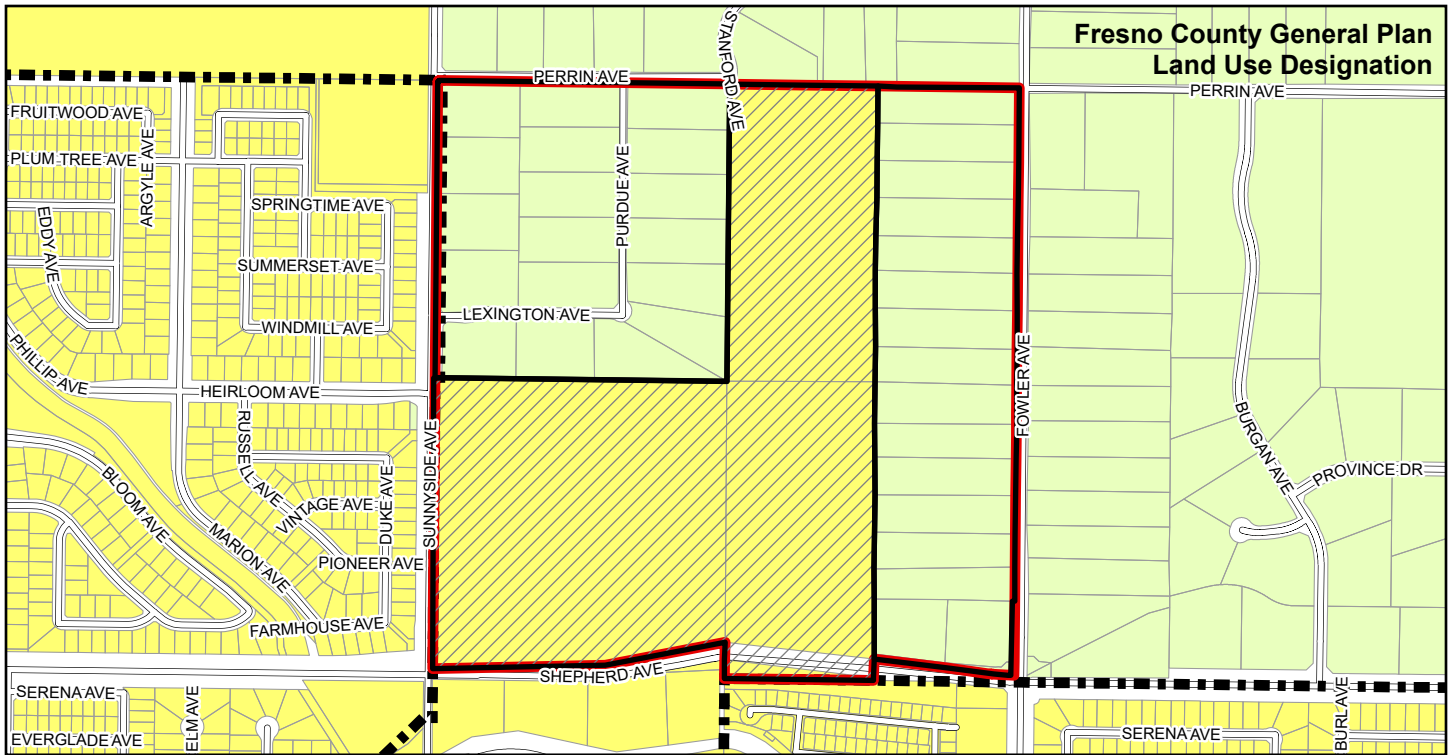 Fresno County General Plan
Land Use Designation
STANFORD AVE
PERRIN AVE
PERRIN AVE
FRUITWOOD AVE
ARGYLE AVE
PLUM TREE AVE
PURDUE AVE
SPRINGTIME AVE
EDDY AVE
SUMMERSET AVE
LEXINGTON AVE
WINDMILL AVE
PHILLIP AVE
HEIRLOOM AVE
FOWLER AVE
RUSSELL AVE
SUNNYSIDE AVE
BURGAN AVE
PROVINCE DR
BLOOM AVE
VINTAGE AVE
DUKE AVE
MARION AVE
PIONEER AVE
FARMHOUSE AVE
SHEPHERD AVE
SERENA AVE
ELM AVE
BURL AVE
EVERGLADE AVE
SERENA AVE